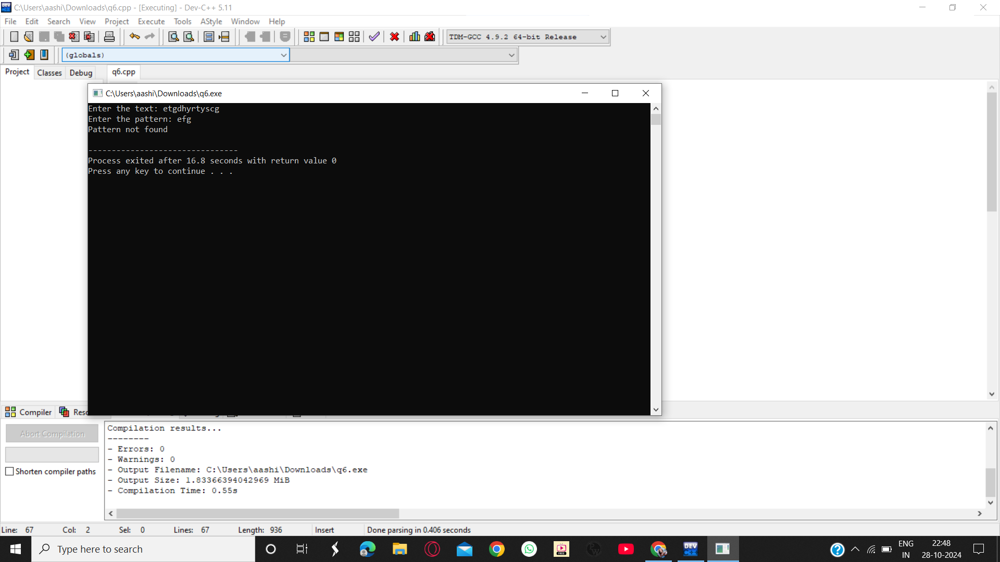 C:\Users\aashi\Downloads\q6.cpp - [Executing] - Dev-C++ 5.11
File Edit Search View Project Execute Tools AStyle Window Help
TDM-GCC 4.9.2 64-bit Release
(globals)
Project Classes Debug q6.cpp
C:\Users\aashi\Downloads\q6.exe
Enter the text: etgdhyrtyscg
Enter the pattern: efg
Pattern not found
--------------------------------
Process exited after 16.8 seconds with return value 0
Press any key to continue . . .
Compiler
Abort Compilation
Shorten compiler paths
Compilation results...
--------
- Errors: 0
- Warnings: 0
- Output Filename: C:\Users\aashi\Downloads\q6.exe
- Output Size: 1.83366394042969 MiB
- Compilation Time: 0.55s
Line: 67 Col: 2 Sel: 0 Lines: 67 Length: 936 Insert Done parsing in 0.406 seconds
Type here to search
DEV
ENG
IN
22:48
28-10-2024